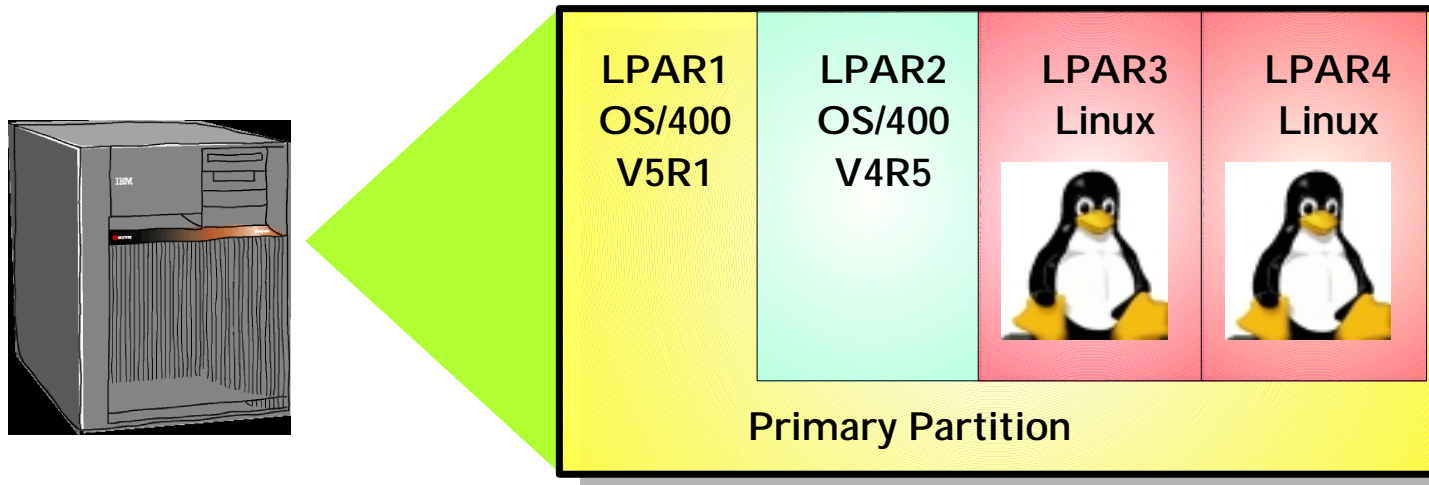 LPAR1
OS/400
V5R1
LPAR2
OS/400
V4R5
LPAR3
Linux
LPAR4
Linux
IBM
Primary Partition